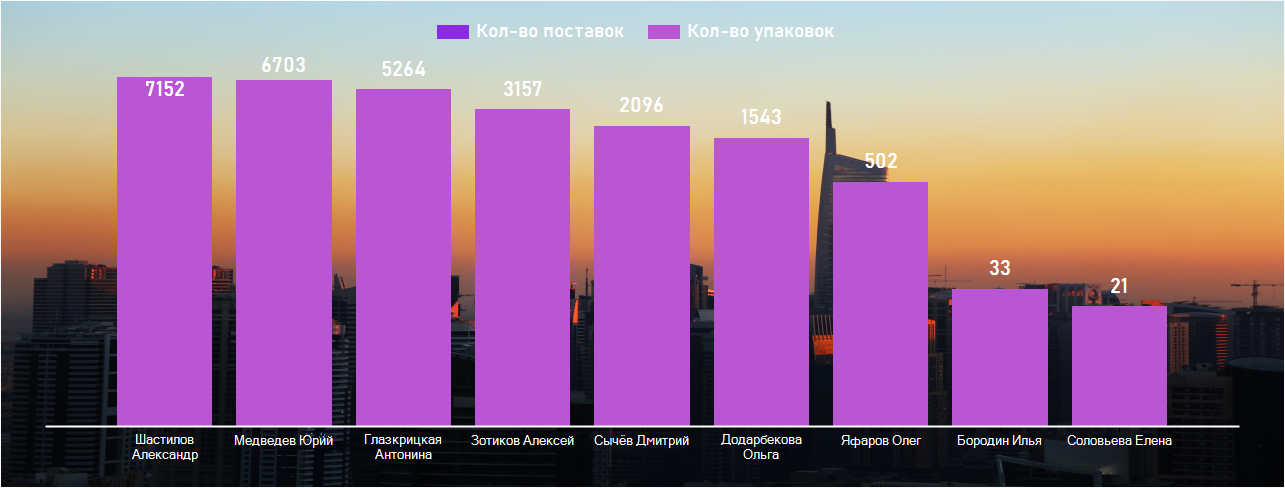 Кол-во поставок Кол-во упаковок
7152 6703 5264 3157 2096 1543 502 33 21
Шастилов Медведев Юрий Глазкрицкая Зотиков Алексей Сычёв Дмитрий Додарбекова Яфаров Олег Бородин Илья Соловьева Елена
Александр Антонина Ольга